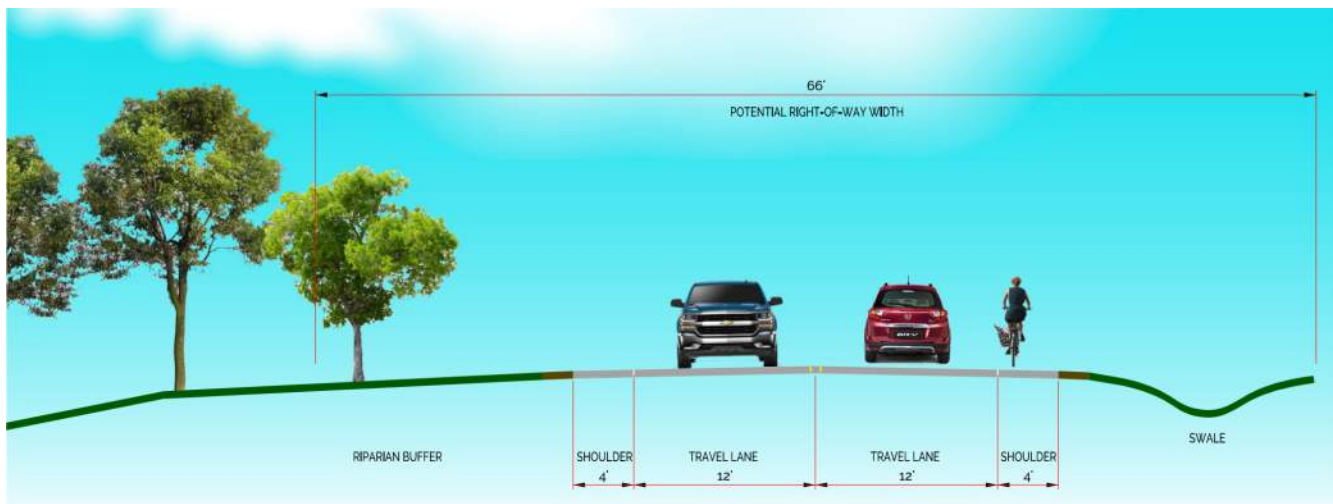 66'
POTENTIAL RIGHT-OF-WAY WIDTH
BR-V
SWALE
RIPARIAN BUFFER
SHOULDER
TRAVEL LANE
TRAVEL LANE
SHOULDER
4'
12'
12'
4'